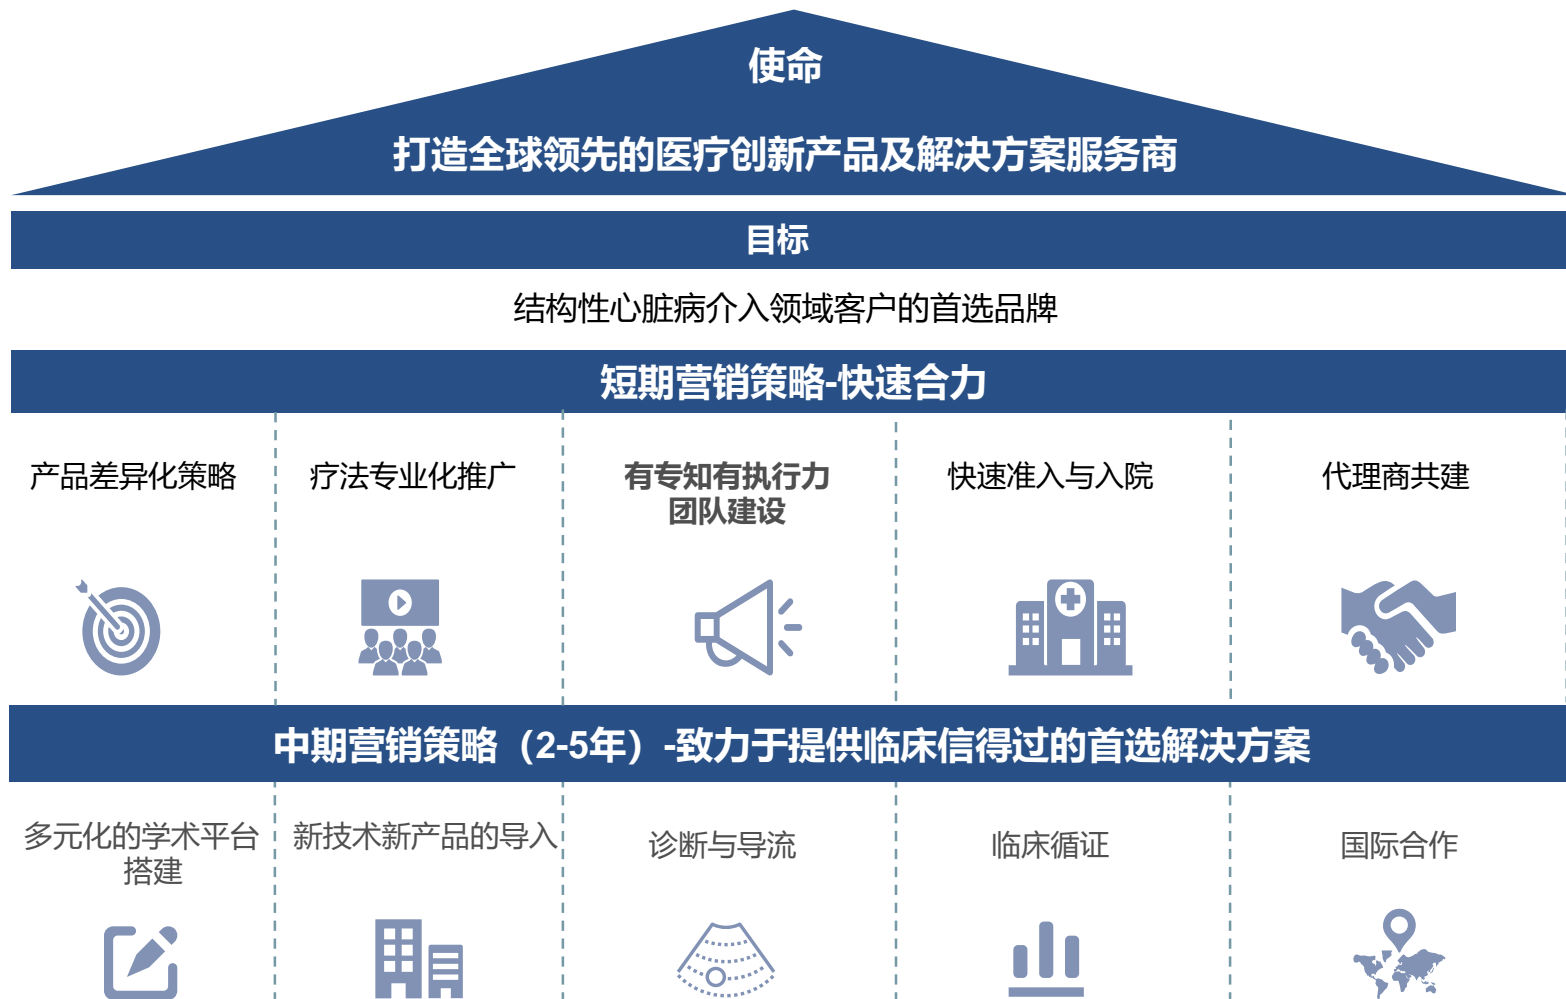 使命
打造全球领先的医疗创新产品及解决方案服务商
目标
结构性心脏病介入领域客户的首选品牌
短期营销策略-快速合力
产品差异化策略
疗法专业化推广
有专知有执行力
团队建设
快速准入与入院
代理商共建
中期营销策略（2-5年）-致力于提供临床信得过的首选解决方案
多元化的学术平台
搭建
新技术新产品的导入
诊断与导流
临床循证
国际合作